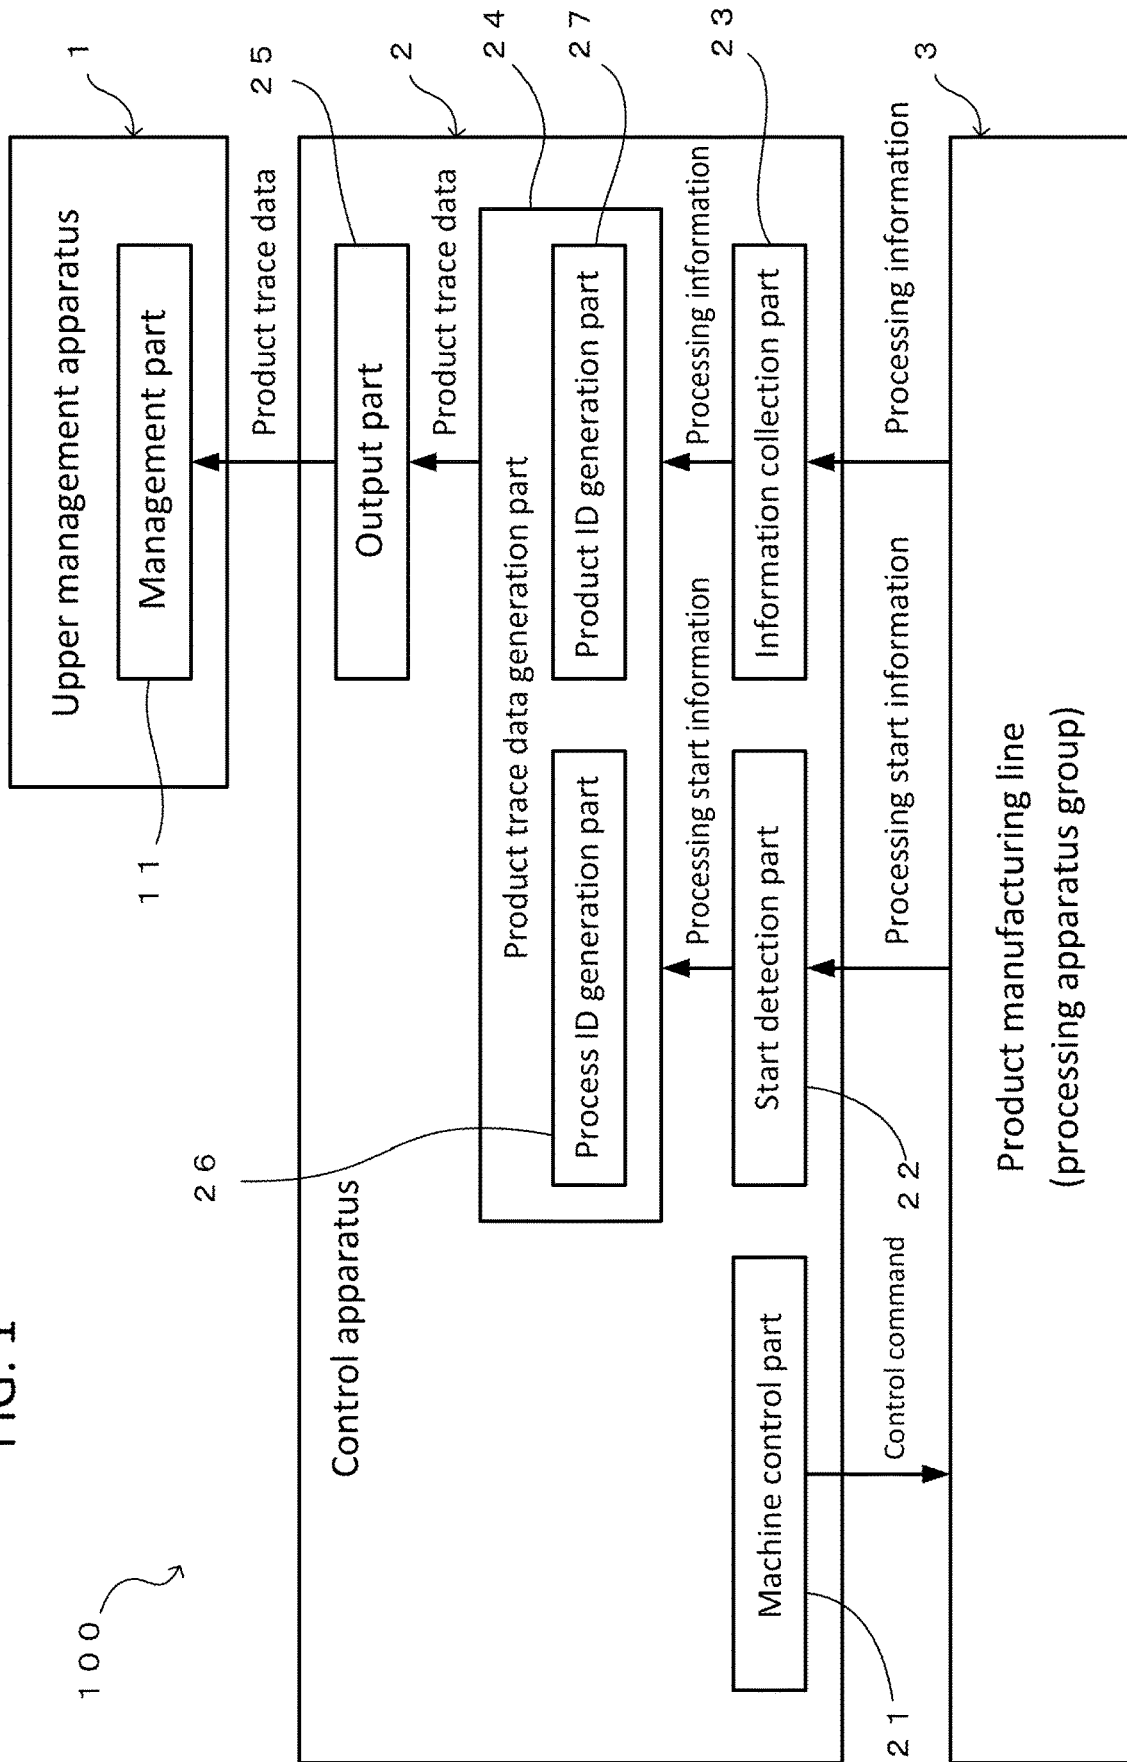 FIG. 1
100
1
Upper management apparatus
Management part
11
Product trace data
25
2
Control apparatus
Output part
Product trace data
24
Product trace data generation part
26
Process ID generation part
Product ID generation part
27
Processing start information
Processing information
Machine control part
Start detection part
Information collection part
23
21
22
Control command
Processing start information
Processing information
3
Product manufacturing line
(processing apparatus group)